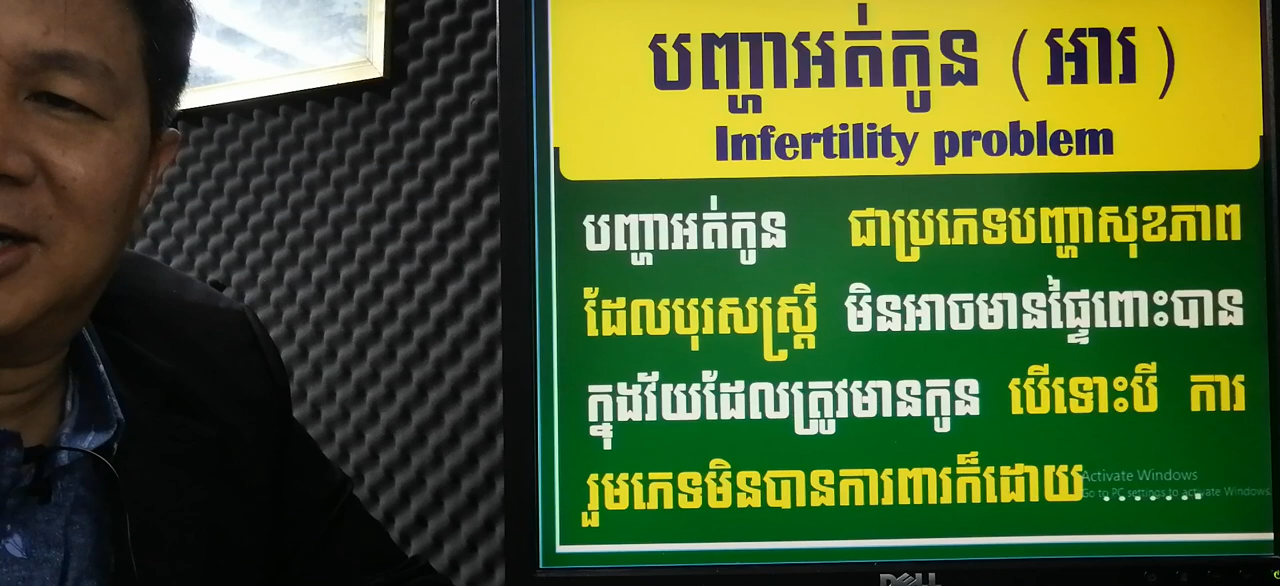 បញ្ហាអត់កូន ( អារ )
Infertility problem
បញ្ហាអត់កូន ជាប្រភេទបញ្ហាសុខភាព
ដែលបុរសស្ត្រី មិនអាចមានផ្ទៃពោះបាន
ក្នុងវ័យដែលត្រូវមានកូន បើទោះបី ការ
រួមភេទមិនបានការពារក៏ដោយ ........
Activate Windows
Go to PC settings to activate Windows.
DELL